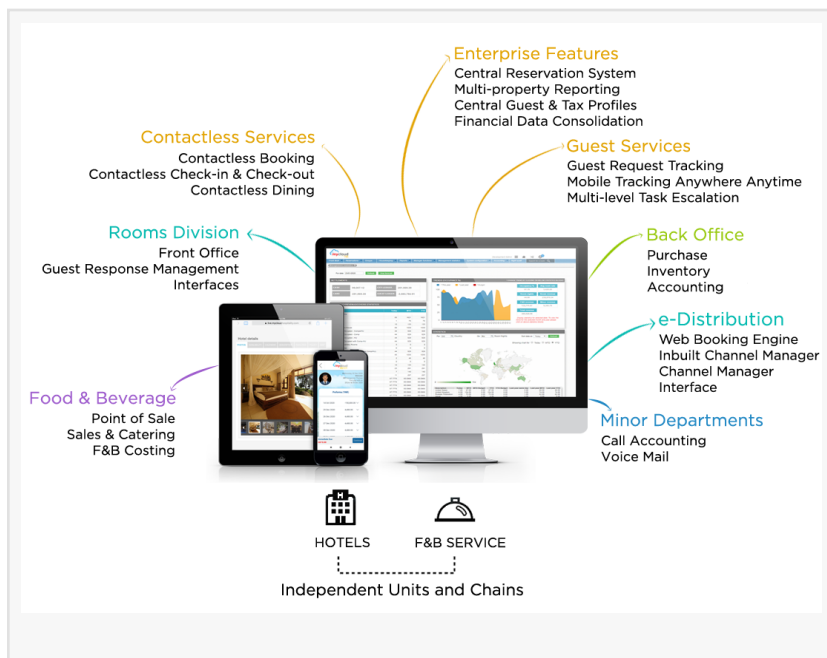 Enterprise Features
Central Reservation System
Multi-property Reporting
Central Guest & Tax Profiles
Financial Data Consolidation
Contactless Services
Contactless Booking
Contactless Check-in & Check-out
Contactless Dining
Guest Services
Guest Request Tracking
Mobile Tracking Anywhere Anytime
Multi-level Task Escalation
Rooms Division
Front Office
Guest Response Management
Interfaces
Back Office
Purchase
Inventory
Accounting
e-Distribution
Web Booking Engine
Inbuilt Channel Manager
Channel Manager
Interface
Food & Beverage
Point of Sale
Sales & Catering
F&B Costing
Minor Departments
Call Accounting
Voice Mail
HOTELS
F&B SERVICE
Independent Units and Chains